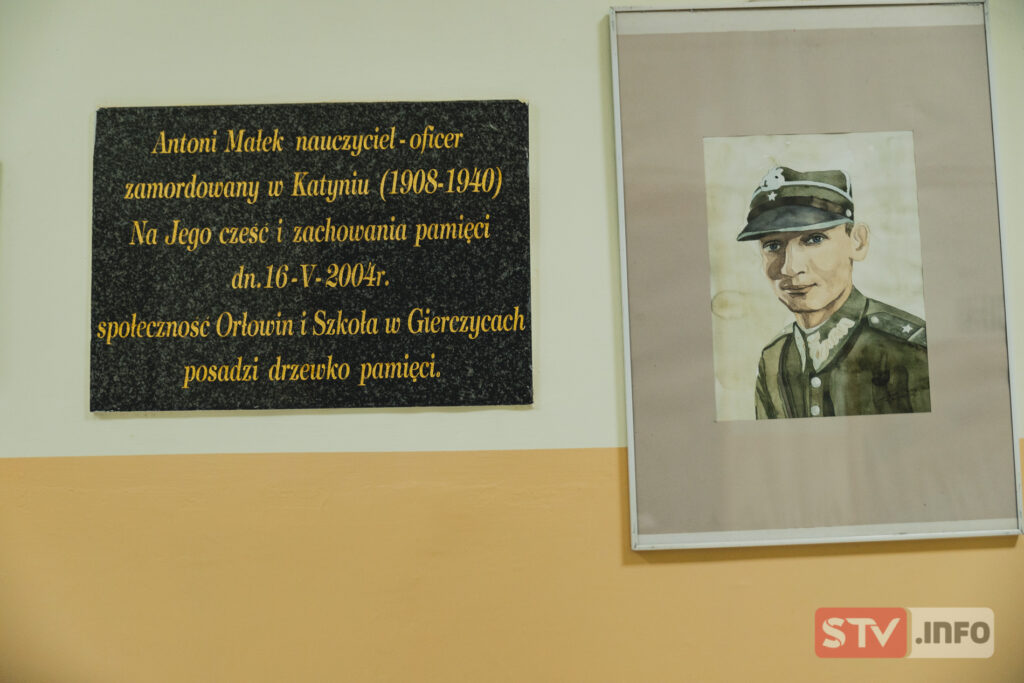 Antoni Małek nauczyciel - oficer
zamordowany w Katyniu (1908-1940)
Na Jego cześć i zachowania pamięci
dn. 16 - V - 2004r.
społeczność Orłowin i Szkoła w Gierczycach
posadzi drzewko pamięci.
STV.INFO